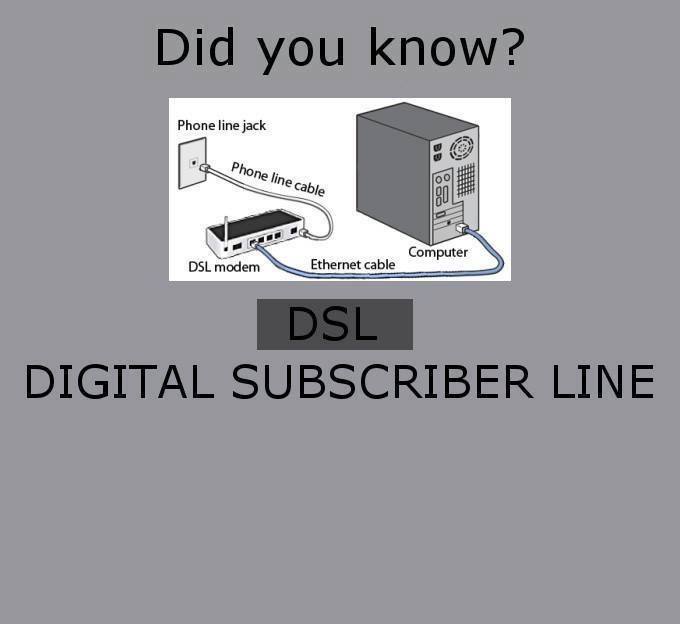 Did you know?
Phone line jack
Phone line cable
Computer
DSL modem
Ethernet cable
DSL
DIGITAL SUBSCRIBER LINE